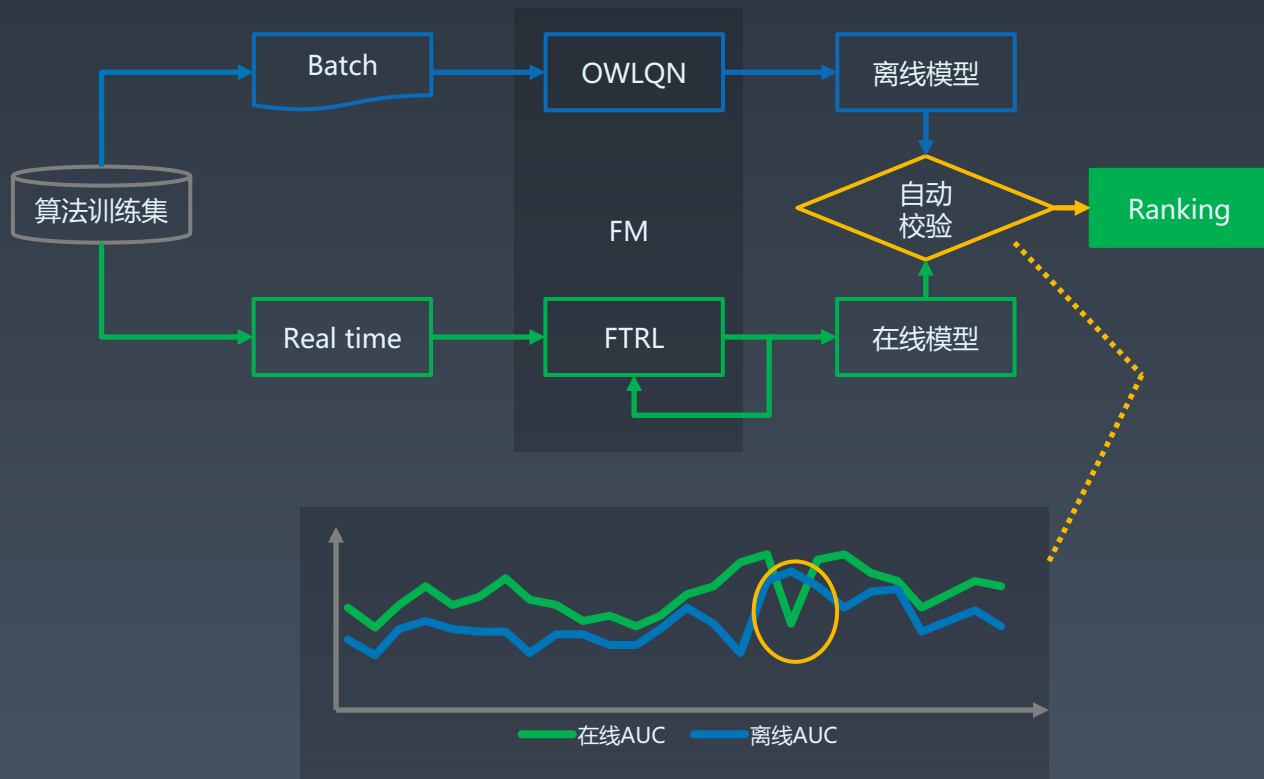 Batch
OWLQN
离线模型
算法训练集
FM
自动
校验
Ranking
Real time
FTRL
在线模型
在线AUC
离线AUC